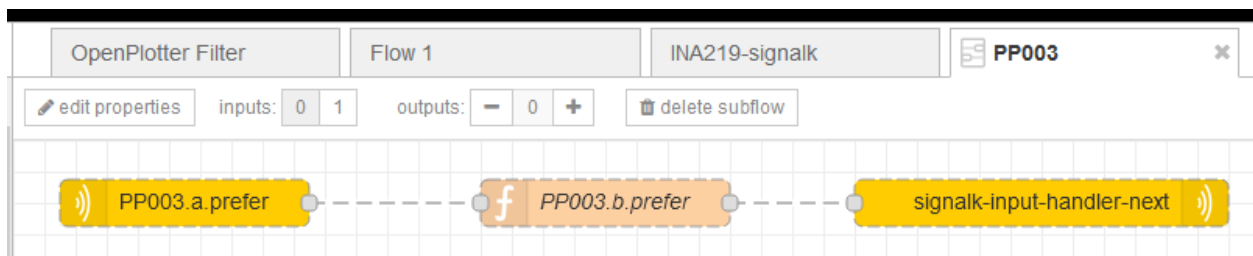 OpenPlotter Filter Flow 1 INA219-signalk PP003
edit properties inputs: 0 1 outputs: 0 delete subflow
PP003.a.prefer PP003.b.prefer signalk-input-handler-next